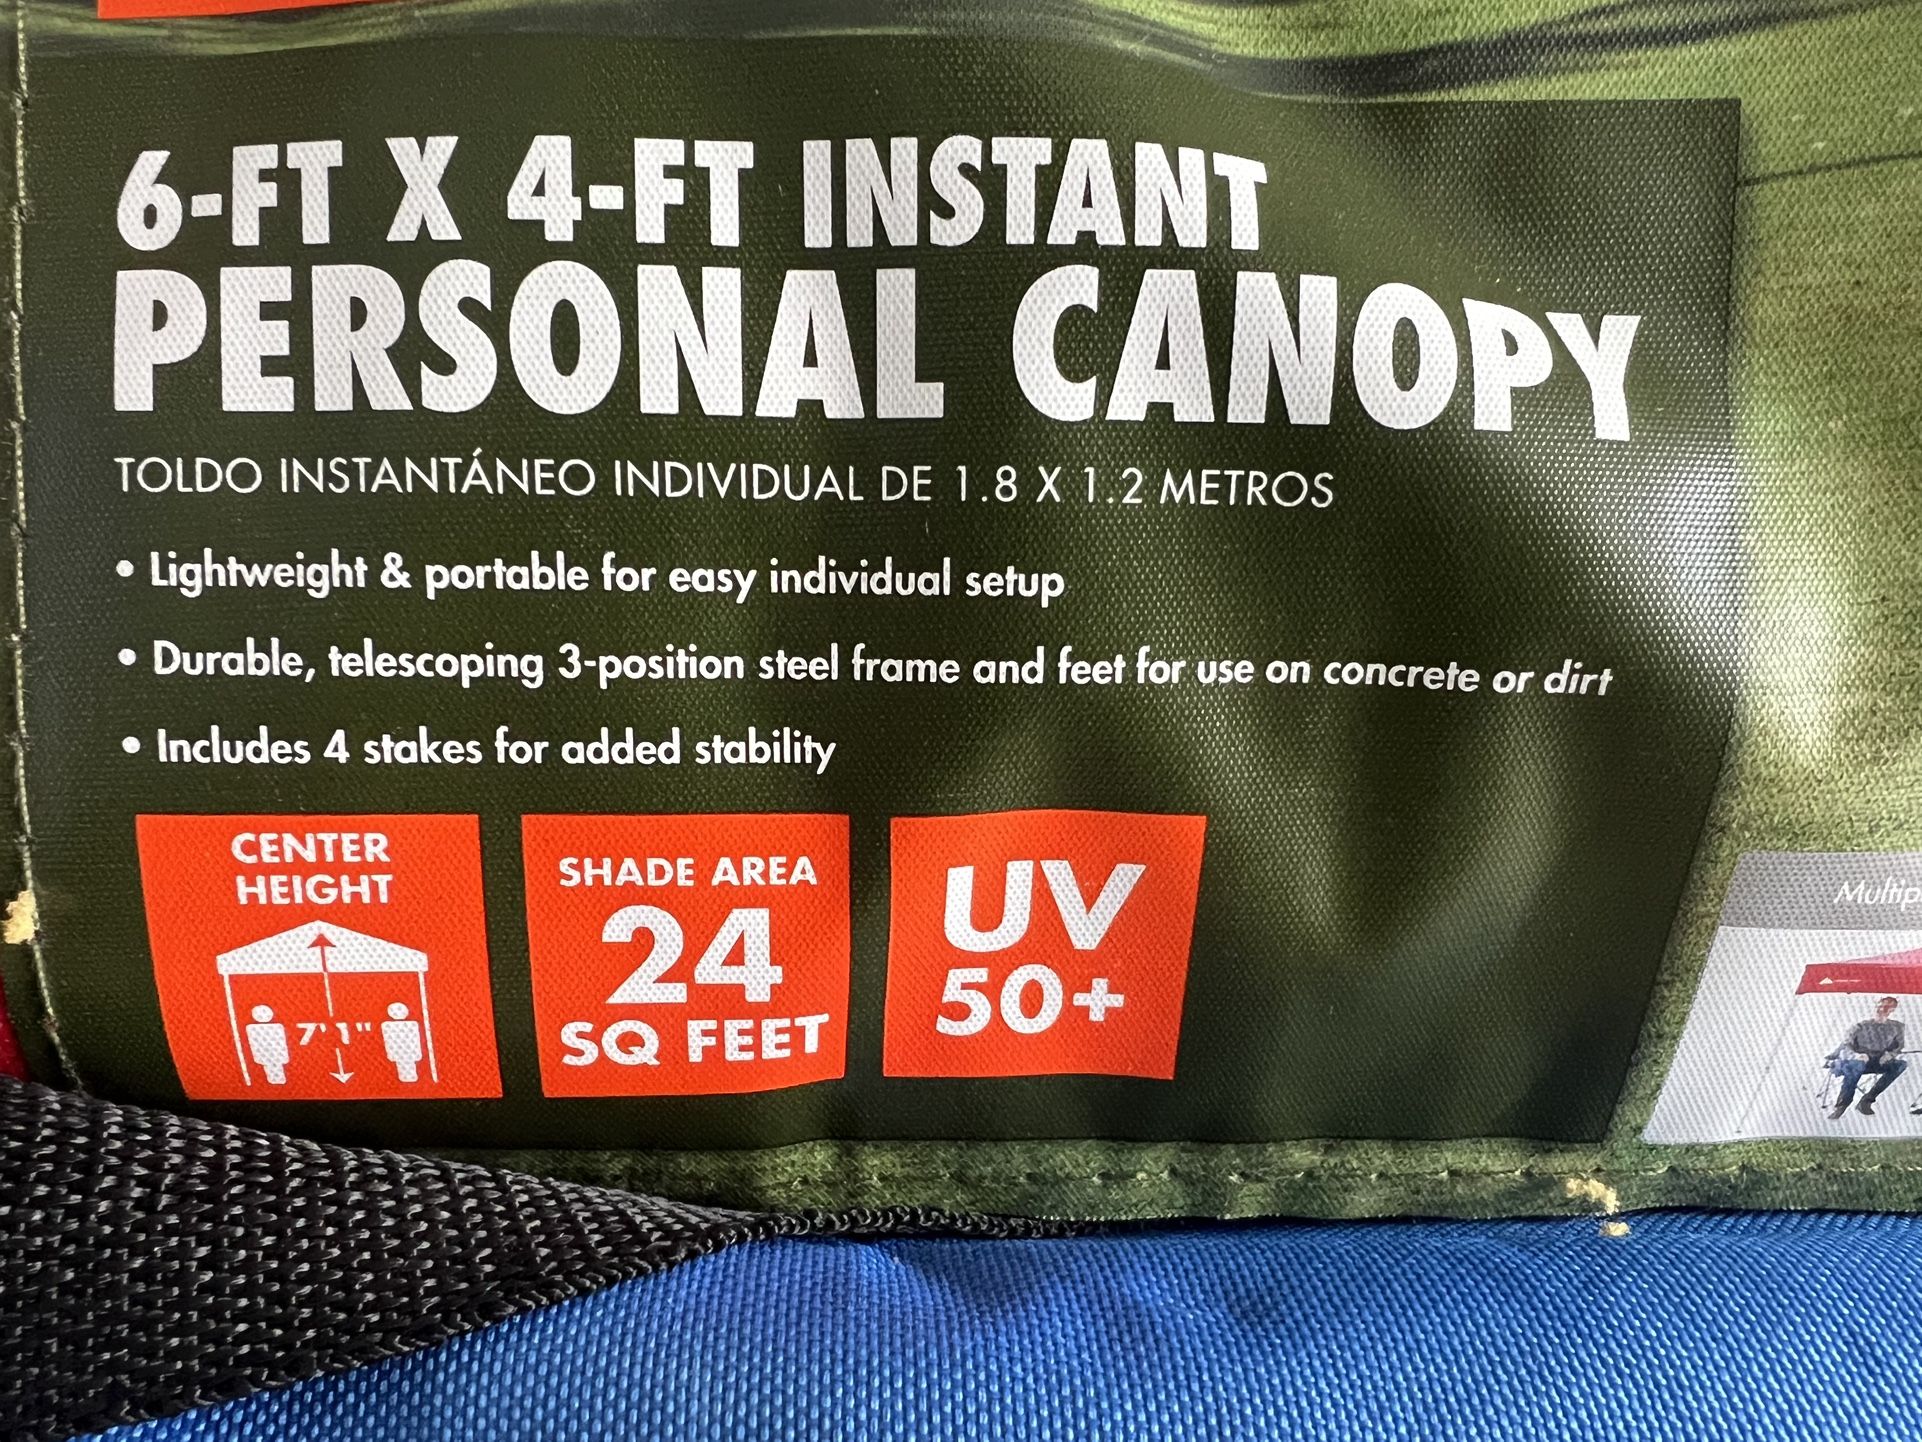 6-FT X 4-FT INSTANT
PERSONAL CANOPY
TOLDO INSTANTÁNEO INDIVIDUAL DE 1.8 X 1.2 METROS
• Lightweight & portable for easy individual setup
• Durable, telescoping 3-position steel frame and feet for use on concrete or dirt
• Includes 4 stakes for added stability
CENTER
HEIGHT
7' 1"
SHADE AREA
24
SQ FEET
UV
50+